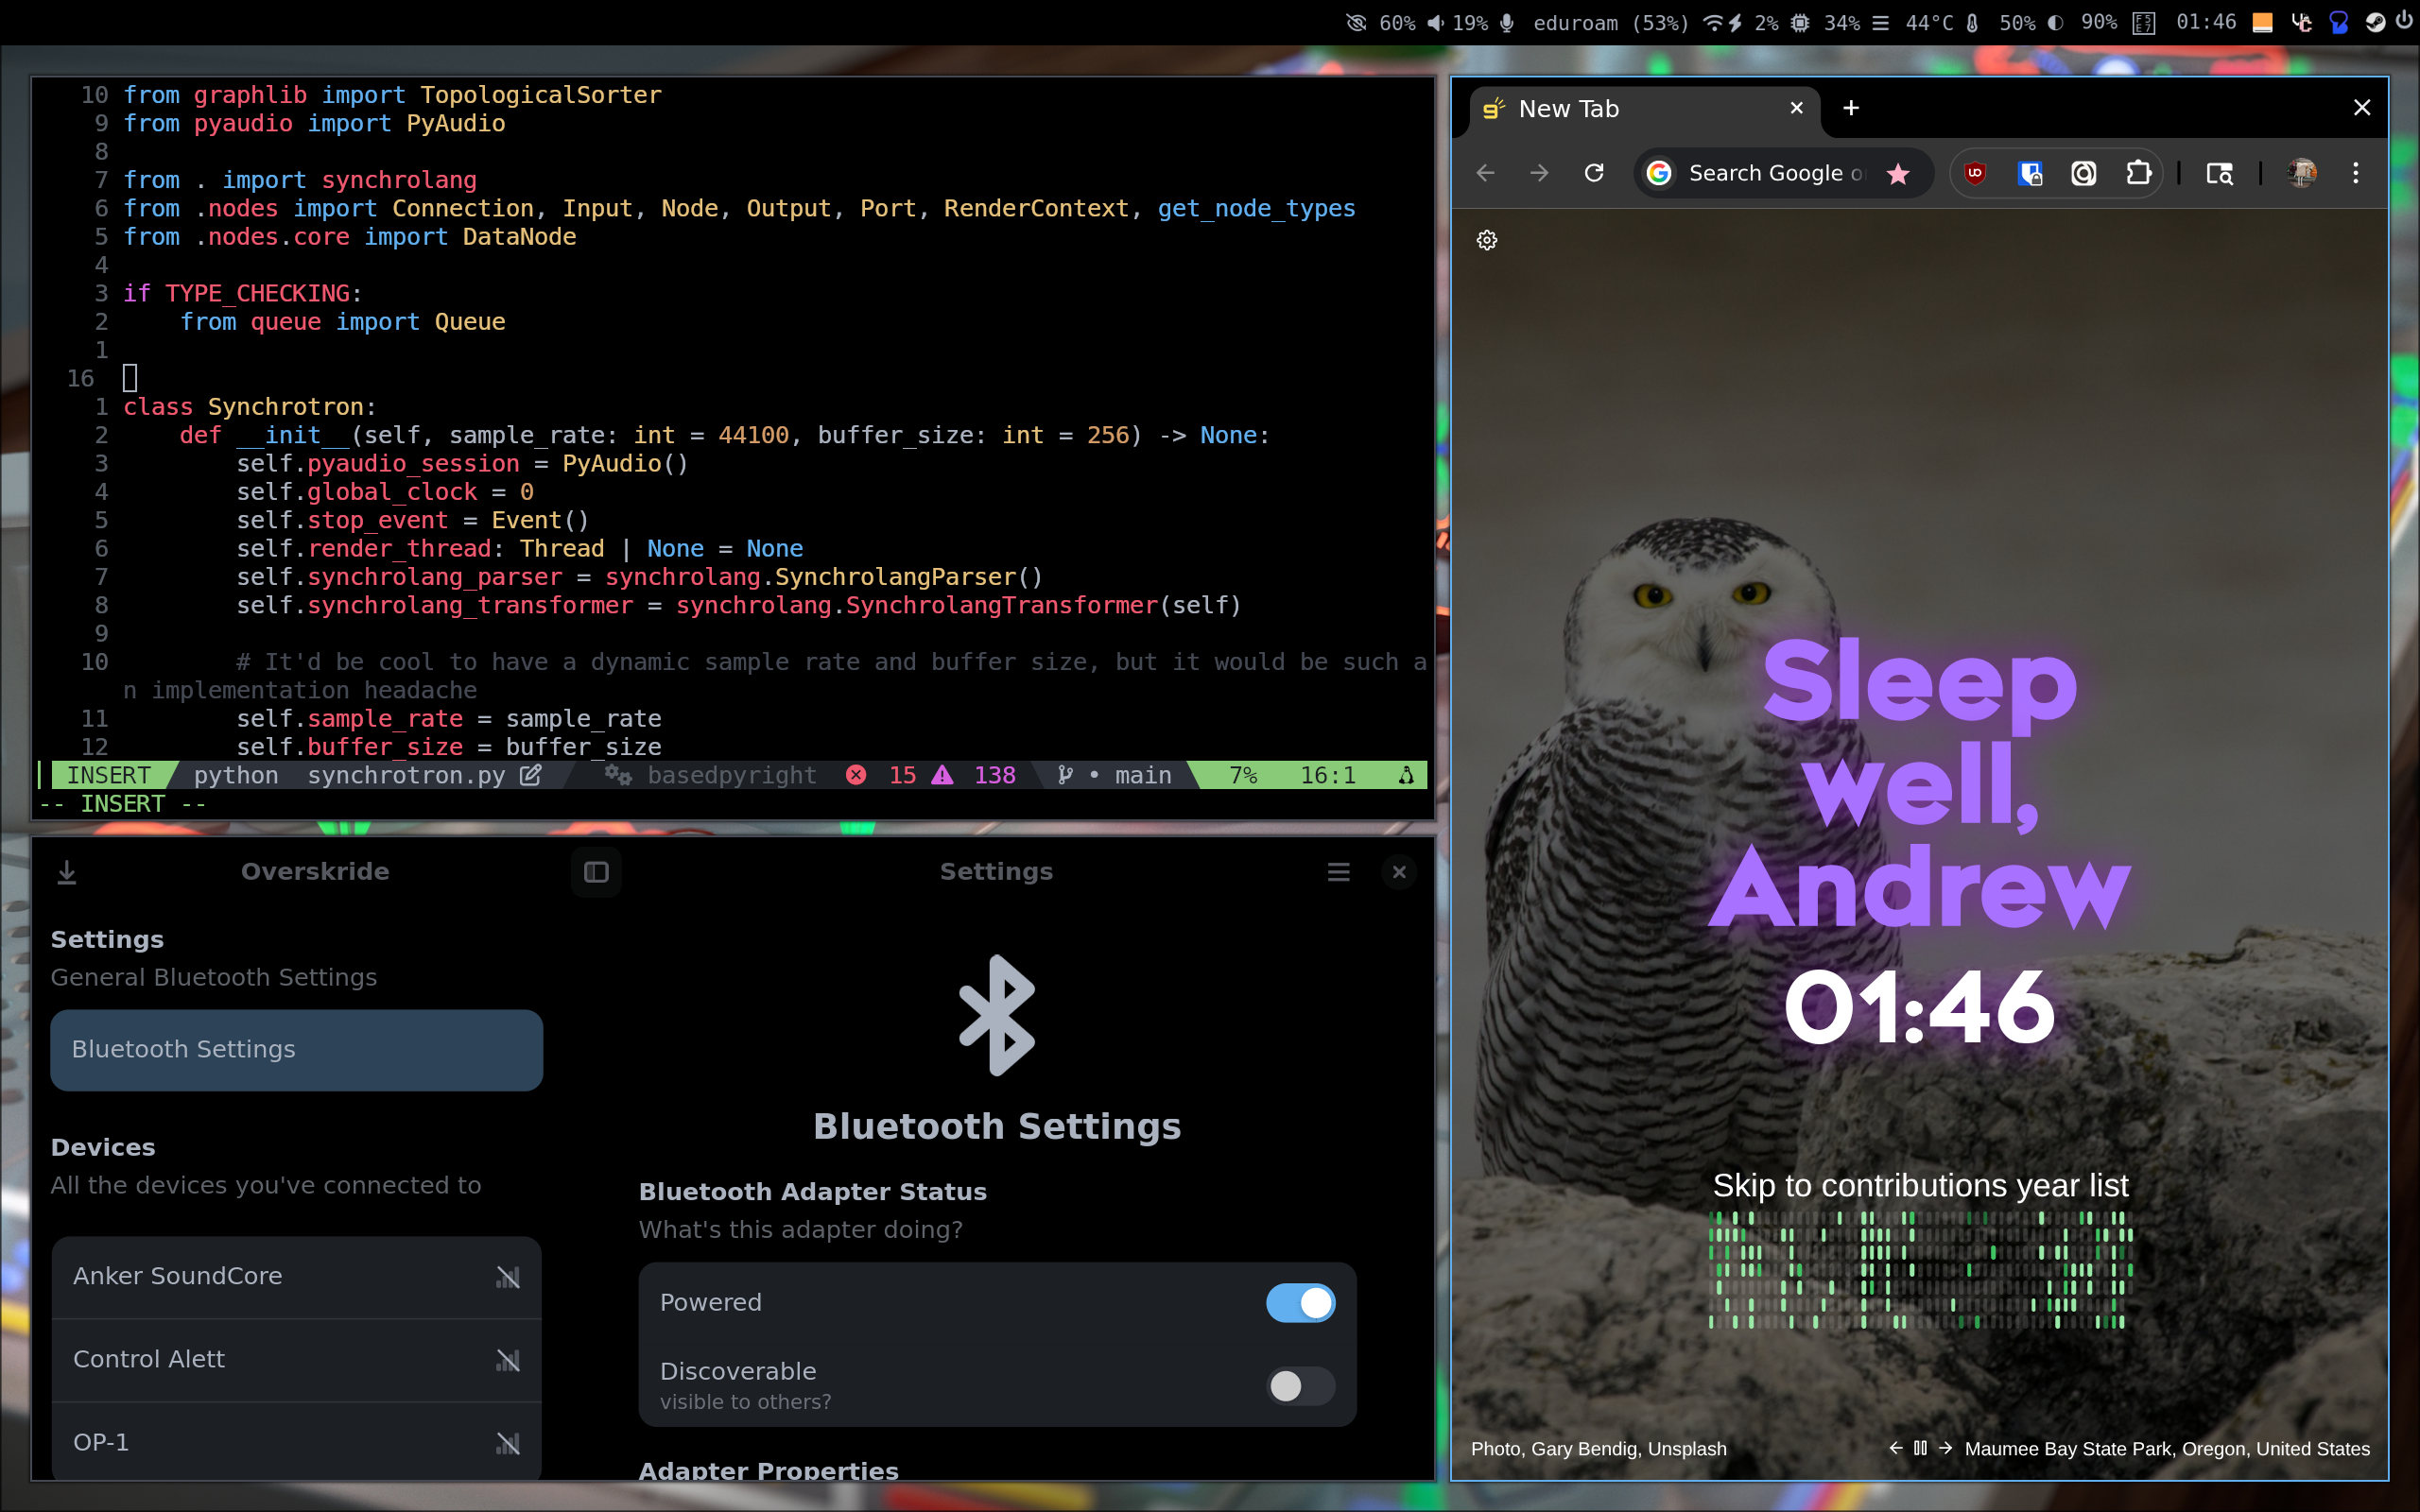 60% 19% eduroam (53%) 2% 34% 44°C 50% 90% 01:46
10 from graphlib import TopologicalSorter
9 from pyaudio import PyAudio
8
7 from . import synchrolang
6 from .nodes import Connection, Input, Node, Output, Port, RenderContext, get_node_types
5 from .nodes.core import DataNode
4
3 if TYPE_CHECKING:
2 from queue import Queue
1
16
1 class Synchrotron:
2 def __init__(self, sample_rate: int = 44100, buffer_size: int = 256) -> None:
3 self.pyaudio_session = PyAudio()
4 self.global_clock = 0
5 self.stop_event = Event()
6 self.render_thread: Thread | None = None
7 self.synchrolang_parser = synchrolang.SynchrolangParser()
8 self.synchrolang_transformer = synchrolang.SynchrolangTransformer(self)
9
10 # It'd be cool to have a dynamic sample rate and buffer size, but it would be such a
n implementation headache
11 self.sample_rate = sample_rate
12 self.buffer_size = buffer_size
INSERT python synchrotron.py basedpyright 15 138 • main 7% 16:1
-- INSERT --
Overskride
Settings
General Bluetooth Settings
Bluetooth Settings
Devices
All the devices you've connected to
Anker SoundCore
Control Alett
OP-1
Settings
Bluetooth Settings
Bluetooth Adapter Status
What's this adapter doing?
Powered
Discoverable
visible to others?
Adapter Properties
New Tab
Search Google o
Sleep
well,
Andrew
01:46
Skip to contributions year list
Photo, Gary Bendig, Unsplash
Maumee Bay State Park, Oregon, United States